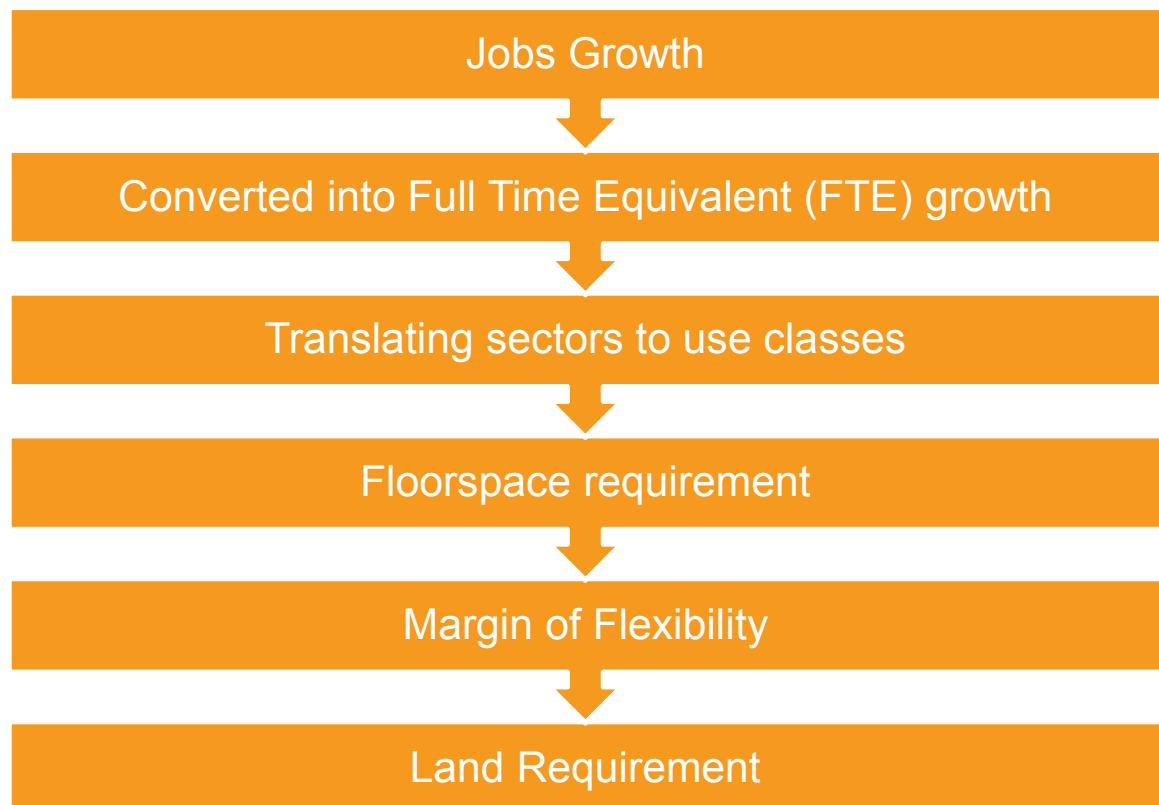 Jobs Growth
Converted into Full Time Equivalent (FTE) growth
Translating sectors to use classes
Floorspace requirement
Margin of Flexibility
Land Requirement